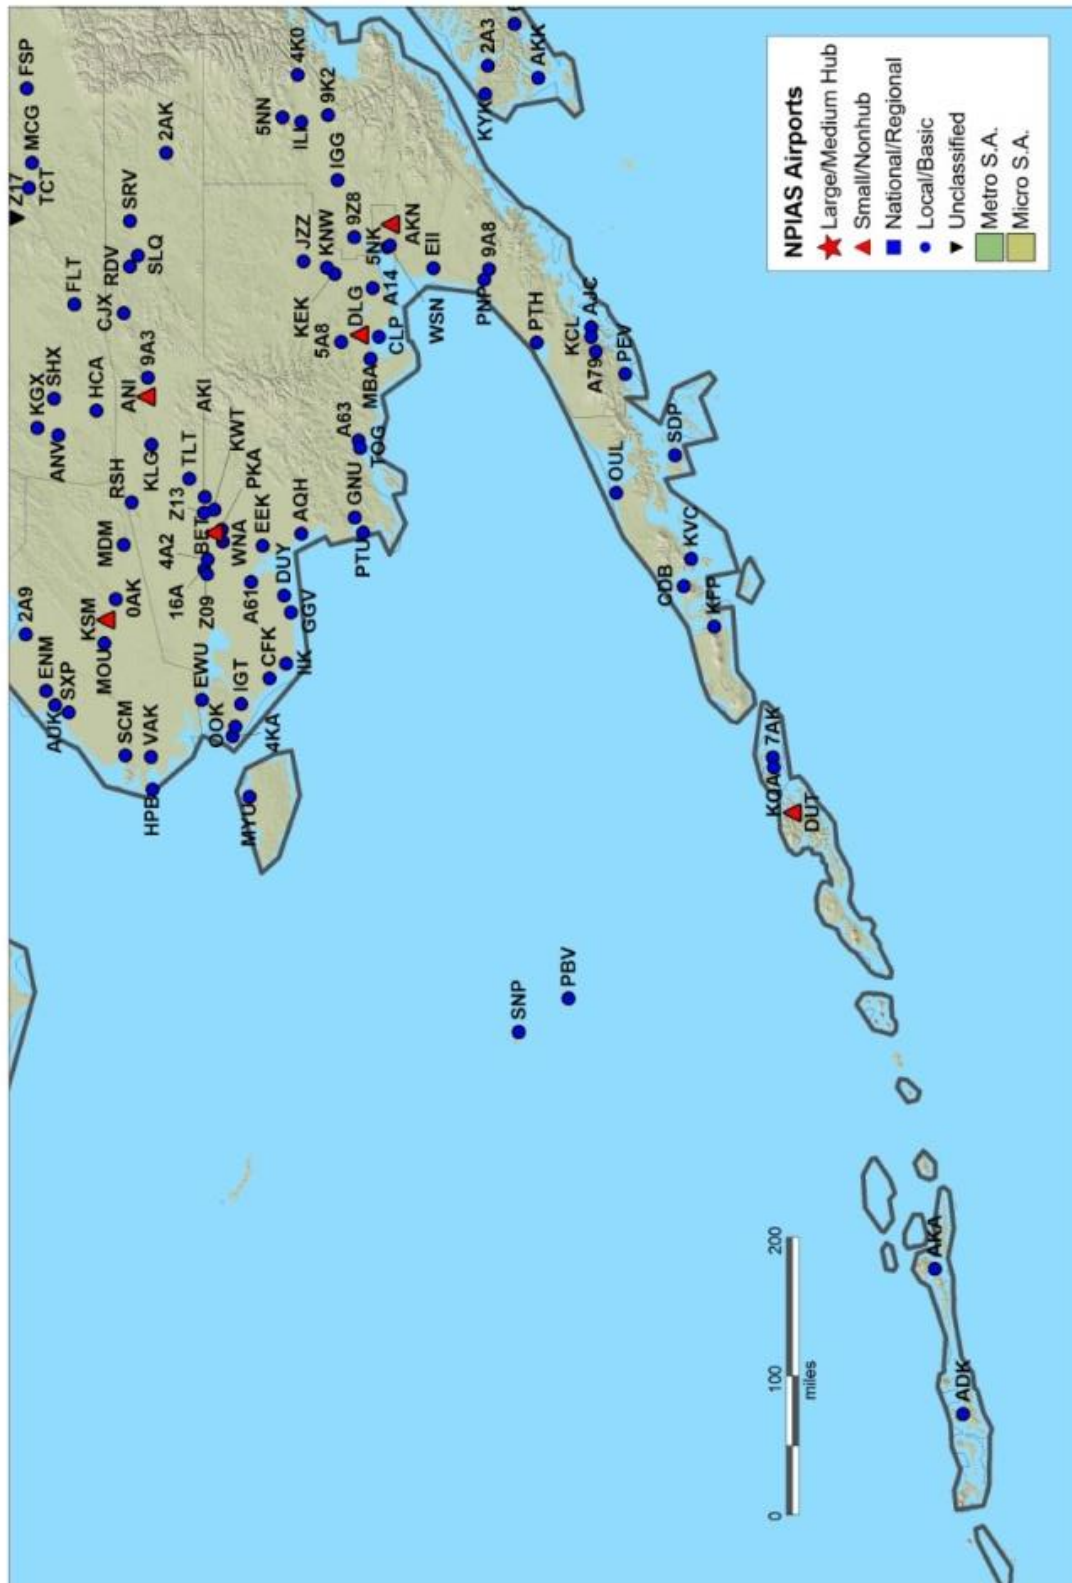 2A9
Z17
TCT
MCG
FSP
AUK
ENM
SXP
ANV
KGX
SHX
FLT
MOU
KSM
0AK
MDM
RSH
HCA
CJX
RDV
SRV
SCM
VAK
HPB
KLG
ANI
9A3
SLQ
2AK
EWU
16A
4A2
Z13
TLT
AKI
OOK
IGT
Z09
BET
KWT
4KA
A61
WNA
PKA
MYU
CFK
EEK
IIK
GGV
DUY
AQH
KEK
JZZ
5NN
ILI
4K0
PTU
GNU
A63
TOG
5A8
DLG
KNW
9Z8
IGG
9K2
MBA
CLP
A14
5NK
AKN
WSN
EII
PNP
9A8
KYK
2A3
SNP
PTH
AKK
PBV
KCL
AJC
A79
OUL
PEV
SDP
CDB
KVC
KFP
KQA
7AK
DUT
AKA
ADK
0
100
200
miles
NPIAS Airports
Large/Medium Hub
Small/Nonhub
National/Regional
Local/Basic
Unclassified
Metro S.A.
Micro S.A.